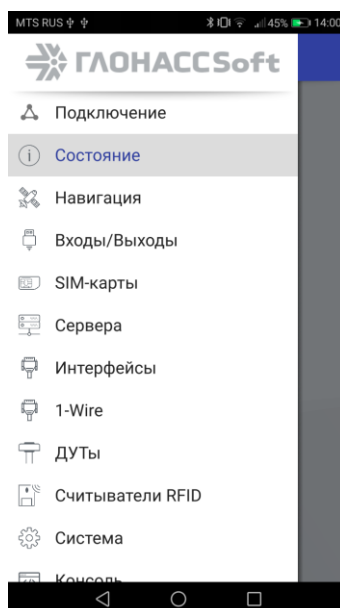 MTS RUS 45% 14:00
ГЛОНАССSoft
Подключение
Состояние
Навигация
Входы/Выходы
SIM-карты
Сервера
Интерфейсы
1-Wire
ДУТы
Считыватели RFID
Система
Консоль